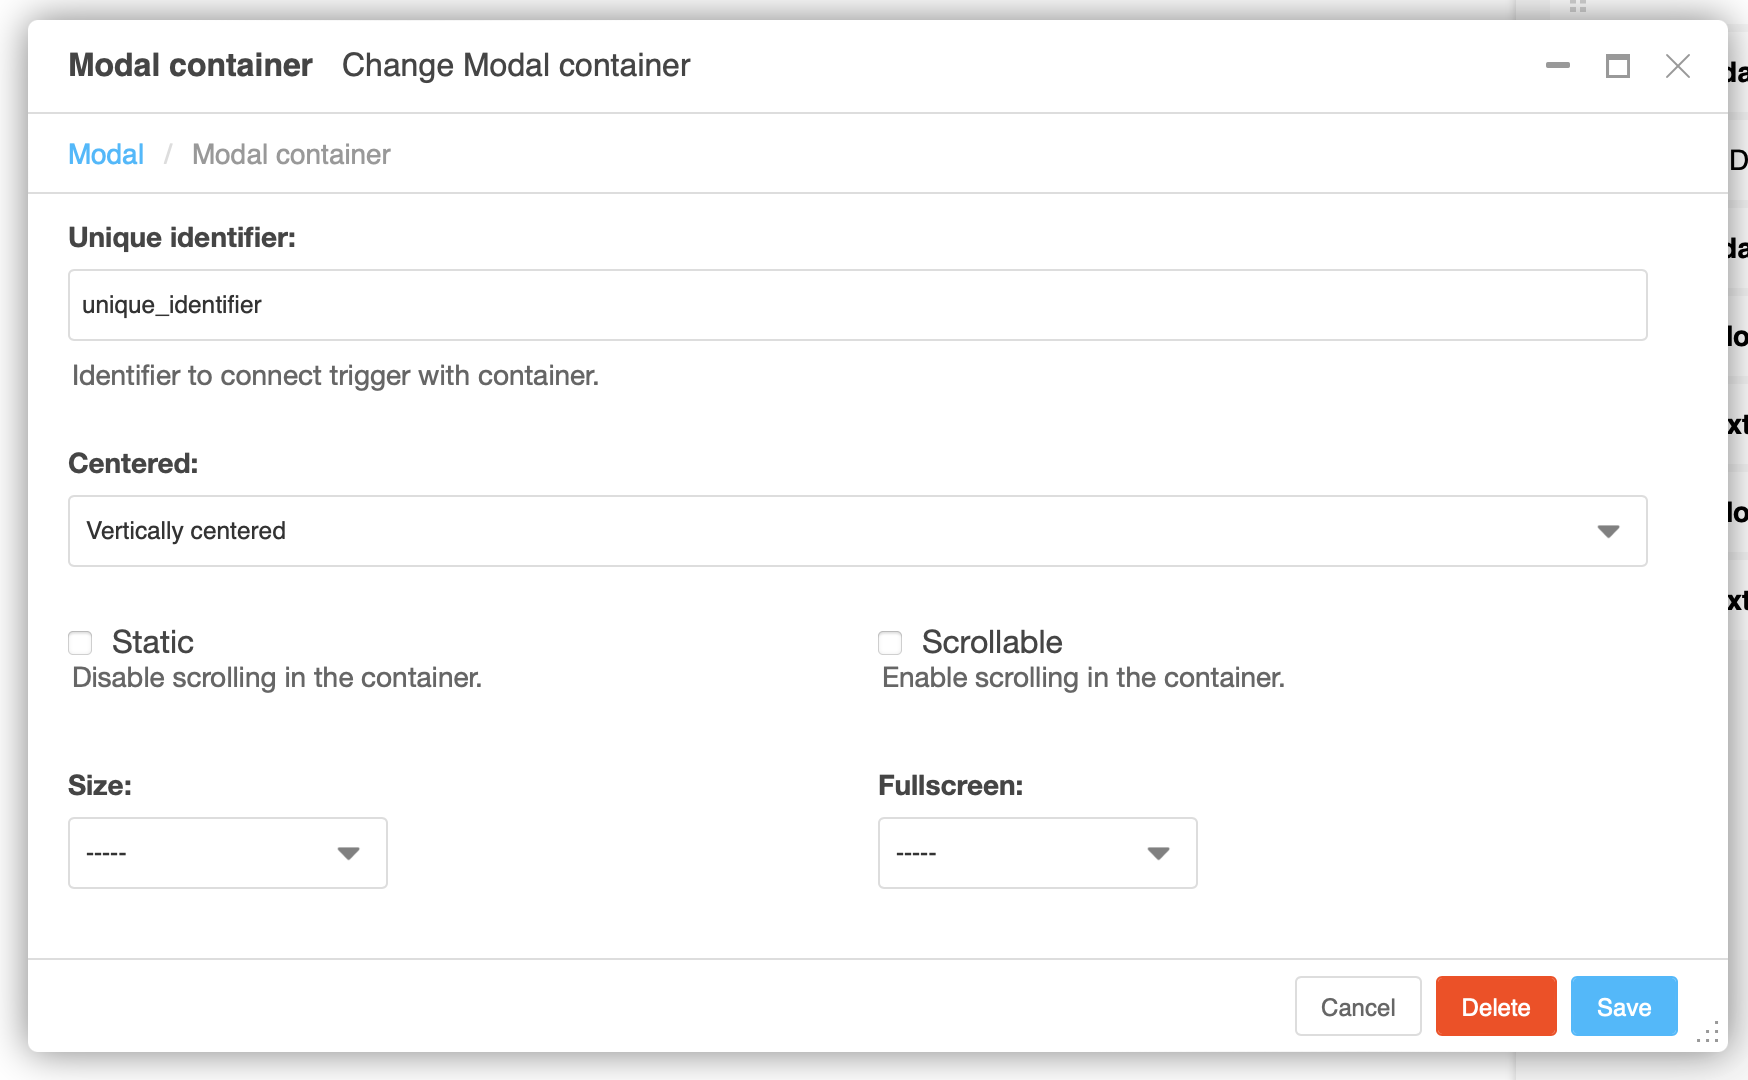 Modal container Change Modal container
Modal / Modal container
Unique identifier:
unique_identifier
Identifier to connect trigger with container.
Centered:
Vertically centered
Static
Disable scrolling in the container.
Scrollable
Enable scrolling in the container.
Size:
-----
Fullscreen:
-----
Cancel Delete Save